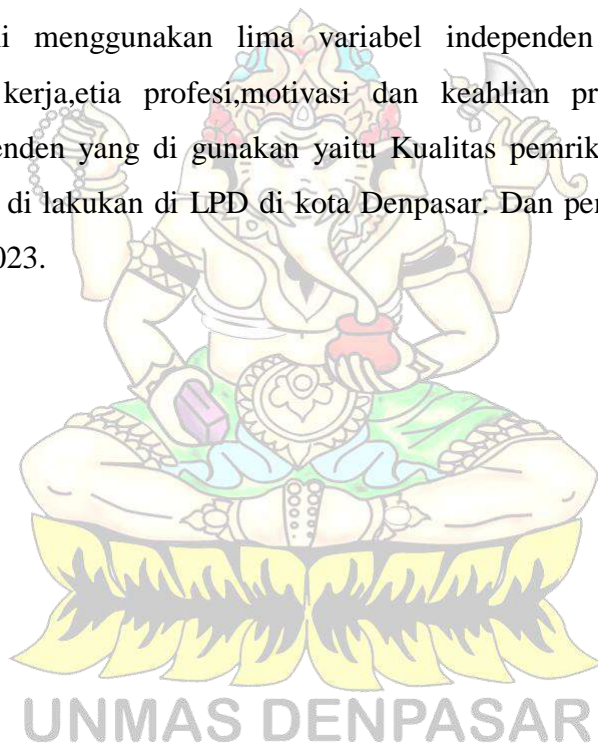 i menggunakan lima variabel independen
kerja,etia profesi,motivasi dan keahlian pr
enden yang di gunakan yaitu Kualitas pemrik
di lakukan di LPD di kota Denpasar. Dan per
023.
UNMAS DENPASAR